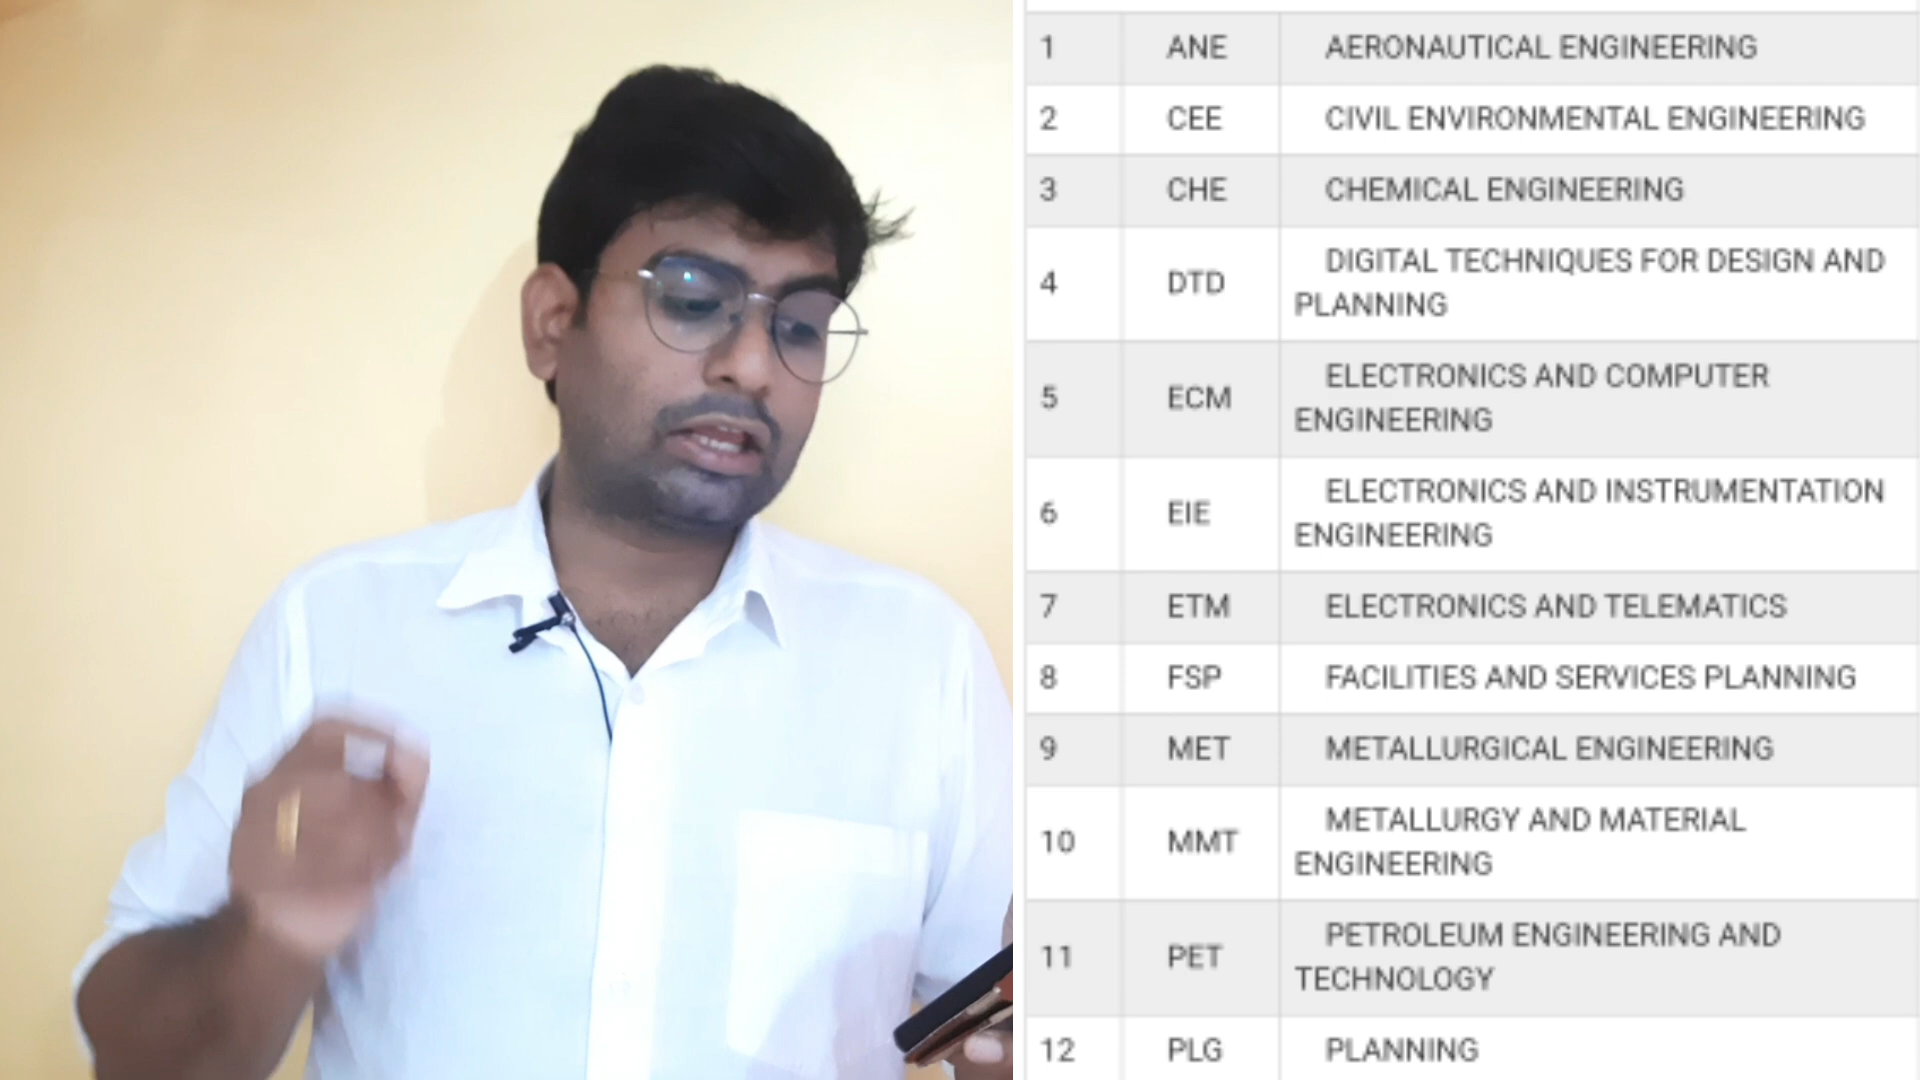 1 ANE AERONAUTICAL ENGINEERING
2 CEE CIVIL ENVIRONMENTAL ENGINEERING
3 CHE CHEMICAL ENGINEERING
4 DTD DIGITAL TECHNIQUES FOR DESIGN AND
PLANNING
5 ECM ELECTRONICS AND COMPUTER
ENGINEERING
6 EIE ELECTRONICS AND INSTRUMENTATION
ENGINEERING
7 ETM ELECTRONICS AND TELEMATICS
8 FSP FACILITIES AND SERVICES PLANNING
9 MET METALLURGICAL ENGINEERING
10 MMT METALLURGY AND MATERIAL
ENGINEERING
11 PET PETROLEUM ENGINEERING AND
TECHNOLOGY
12 PLG PLANNING